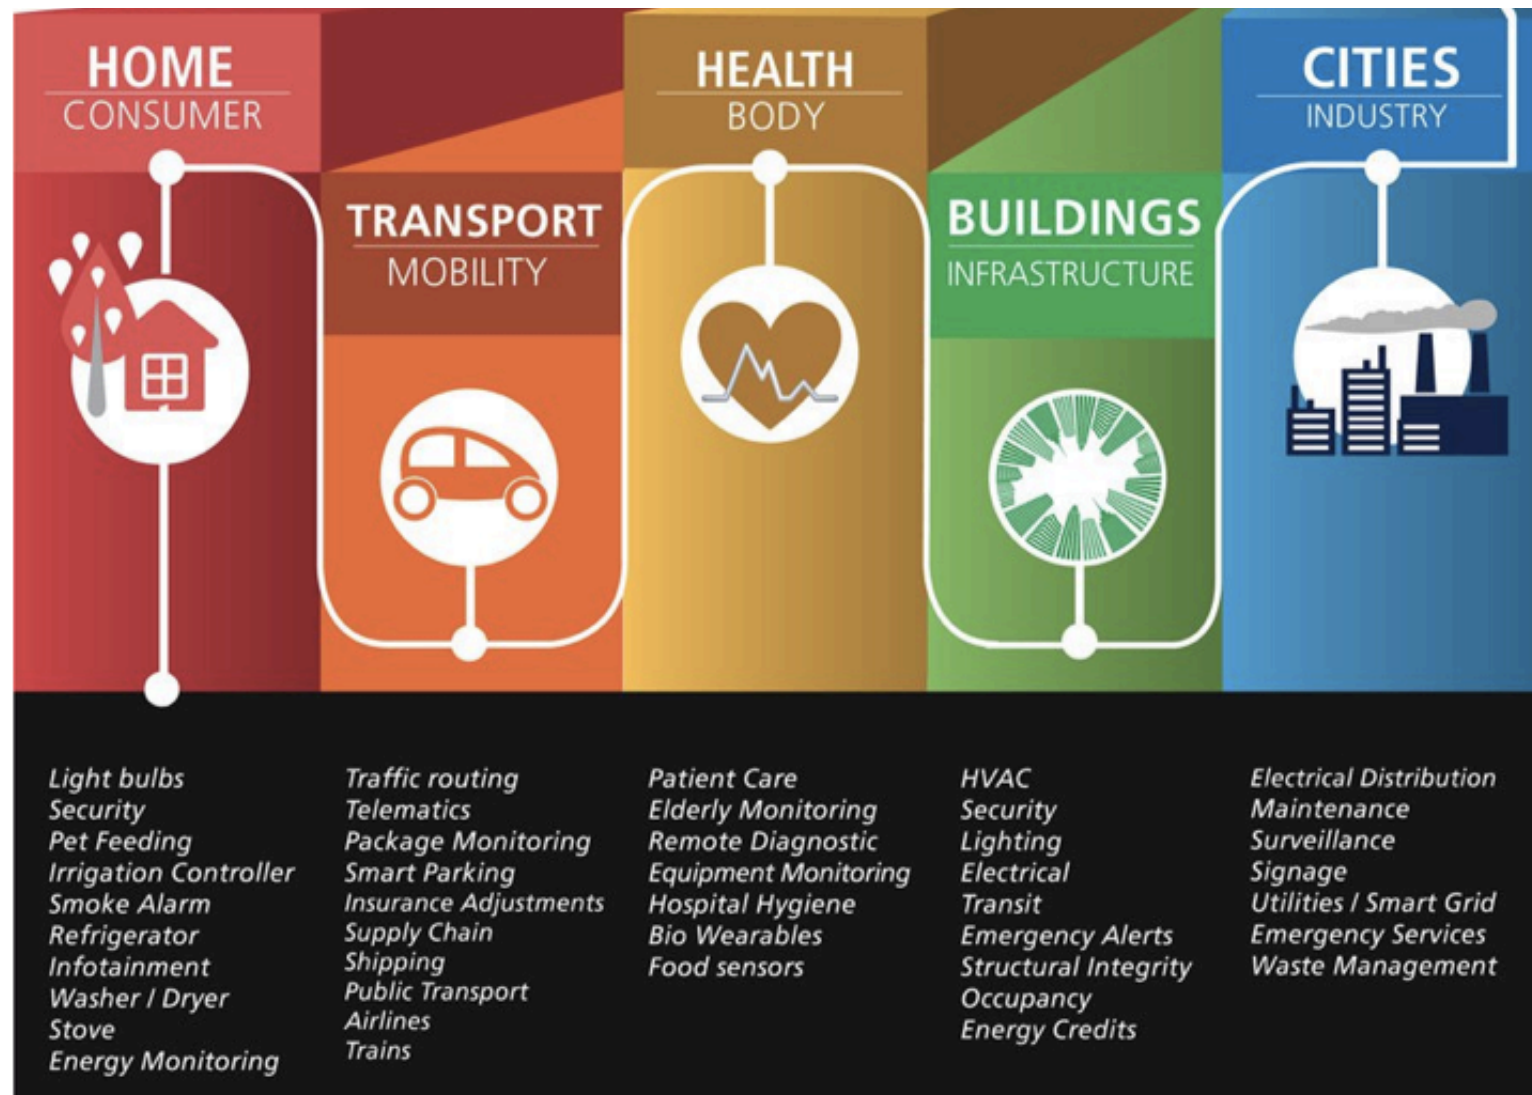 HOME
CONSUMER
TRANSPORT
MOBILITY
HEALTH
BODY
BUILDINGS
INFRASTRUCTURE
CITIES
INDUSTRY
Light bulbs
Security
Pet Feeding
Irrigation Controller
Smoke Alarm
Refrigerator
Infotainment
Washer / Dryer
Stove
Energy Monitoring
Traffic routing
Telematics
Package Monitoring
Smart Parking
Insurance Adjustments
Supply Chain
Shipping
Public Transport
Airlines
Trains
Patient Care
Elderly Monitoring
Remote Diagnostic
Equipment Monitoring
Hospital Hygiene
Bio Wearables
Food sensors
HVAC
Security
Lighting
Electrical
Transit
Emergency Alerts
Structural Integrity
Occupancy
Energy Credits
Electrical Distribution
Maintenance
Surveillance
Signage
Utilities / Smart Grid
Emergency Services
Waste Management